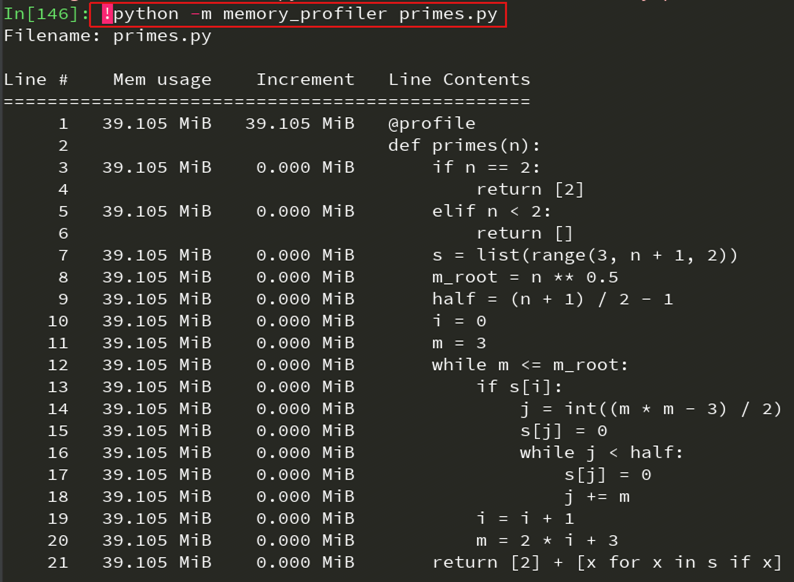 In[146]: !python -m memory_profiler primes.py
Filename: primes.py
Line #    Mem usage    Increment   Line Contents
================================================
     1   39.105 MiB   39.105 MiB   @profile
     2                             def primes(n):
     3   39.105 MiB    0.000 MiB       if n == 2:
     4                                     return [2]
     5   39.105 MiB    0.000 MiB       elif n < 2:
     6                                     return []
     7   39.105 MiB    0.000 MiB       s = list(range(3, n + 1, 2))
     8   39.105 MiB    0.000 MiB       m_root = n ** 0.5
     9   39.105 MiB    0.000 MiB       half = (n + 1) / 2 - 1
    10   39.105 MiB    0.000 MiB       i = 0
    11   39.105 MiB    0.000 MiB       m = 3
    12   39.105 MiB    0.000 MiB       while m <= m_root:
    13   39.105 MiB    0.000 MiB           if s[i]:
    14   39.105 MiB    0.000 MiB               j = int((m * m - 3) / 2)
    15   39.105 MiB    0.000 MiB               s[j] = 0
    16   39.105 MiB    0.000 MiB               while j < half:
    17   39.105 MiB    0.000 MiB                   s[j] = 0
    18   39.105 MiB    0.000 MiB                   j += m
    19   39.105 MiB    0.000 MiB           i = i + 1
    20   39.105 MiB    0.000 MiB           m = 2 * i + 3
    21   39.105 MiB    0.000 MiB       return [2] + [x for x in s if x]